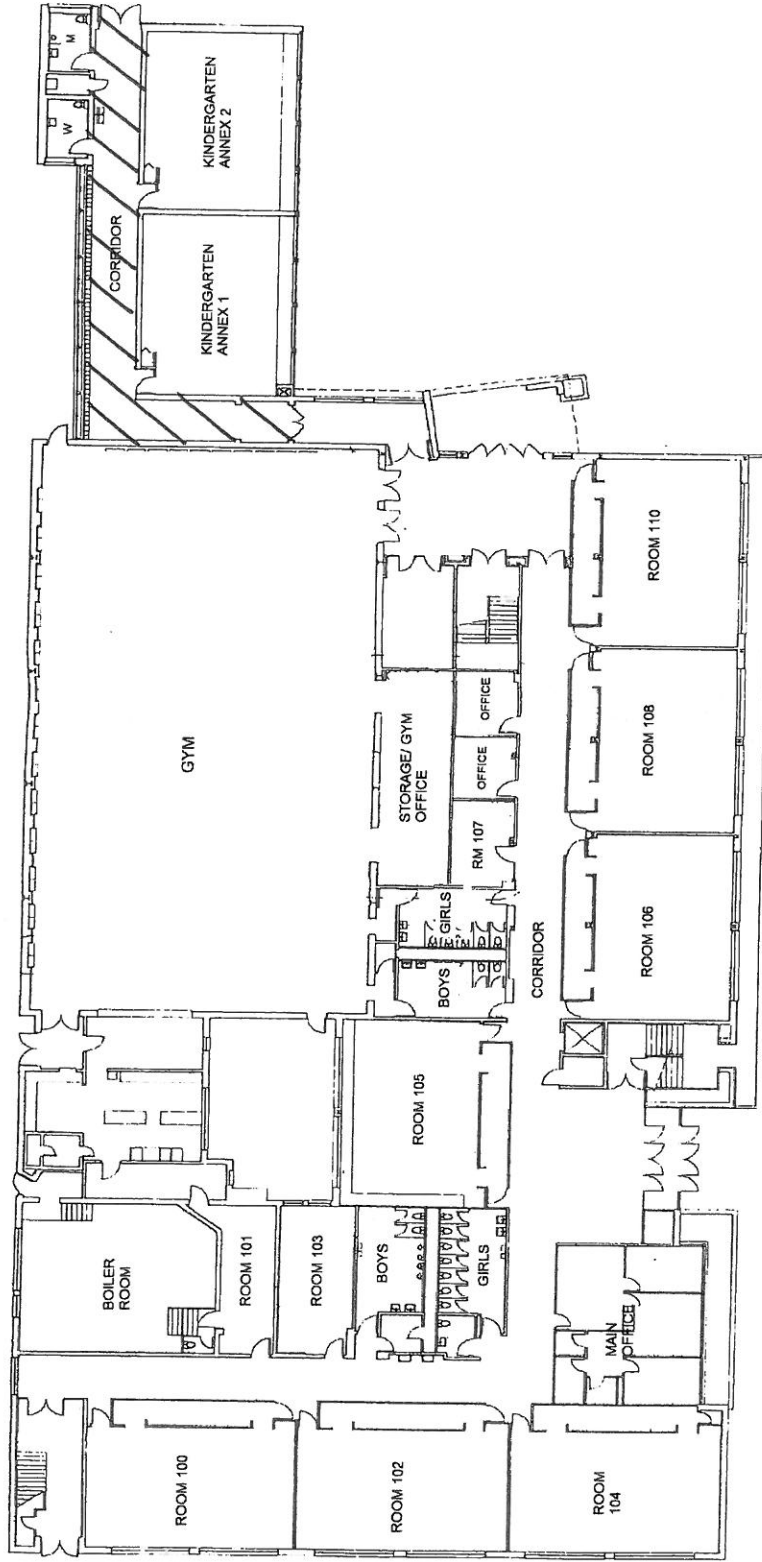 M
W
CORRIDOR
KINDERGARTEN
ANNEX 2
KINDERGARTEN
ANNEX 1
GYM
STORAGE/ GYM
OFFICE
OFFICE
OFFICE
RM 107
GIRLS
BOYS
CORRIDOR
ROOM 110
ROOM 108
ROOM 106
ROOM 105
BOILER
ROOM
ROOM 101
ROOM 103
BOYS
GIRLS
MAIN
OFFICE
ROOM 100
ROOM 102
ROOM
104